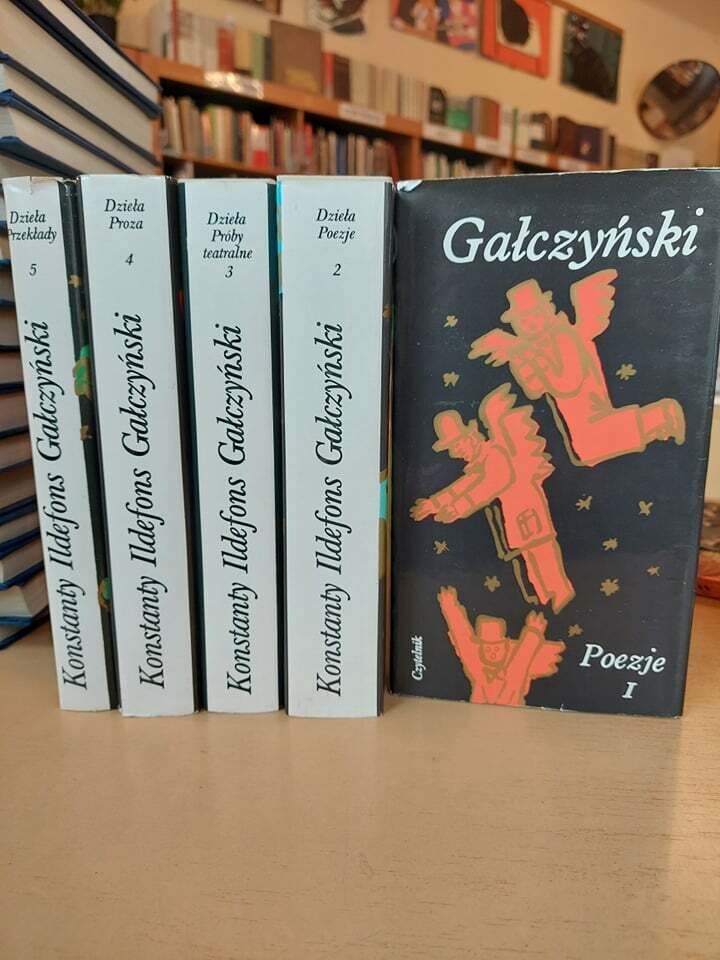 Dzieła
Przekłady
5
Konstanty Ildefons Gałczyński
Dzieła
Proza
4
Konstanty Ildefons Gałczyński
Dzieła
Próby
teatralne
3
Konstanty Ildefons Gałczyński
Dzieła
Poezje
2
Konstanty Ildefons Gałczyński
Gałczyński
Czytelnik
Poezje
I